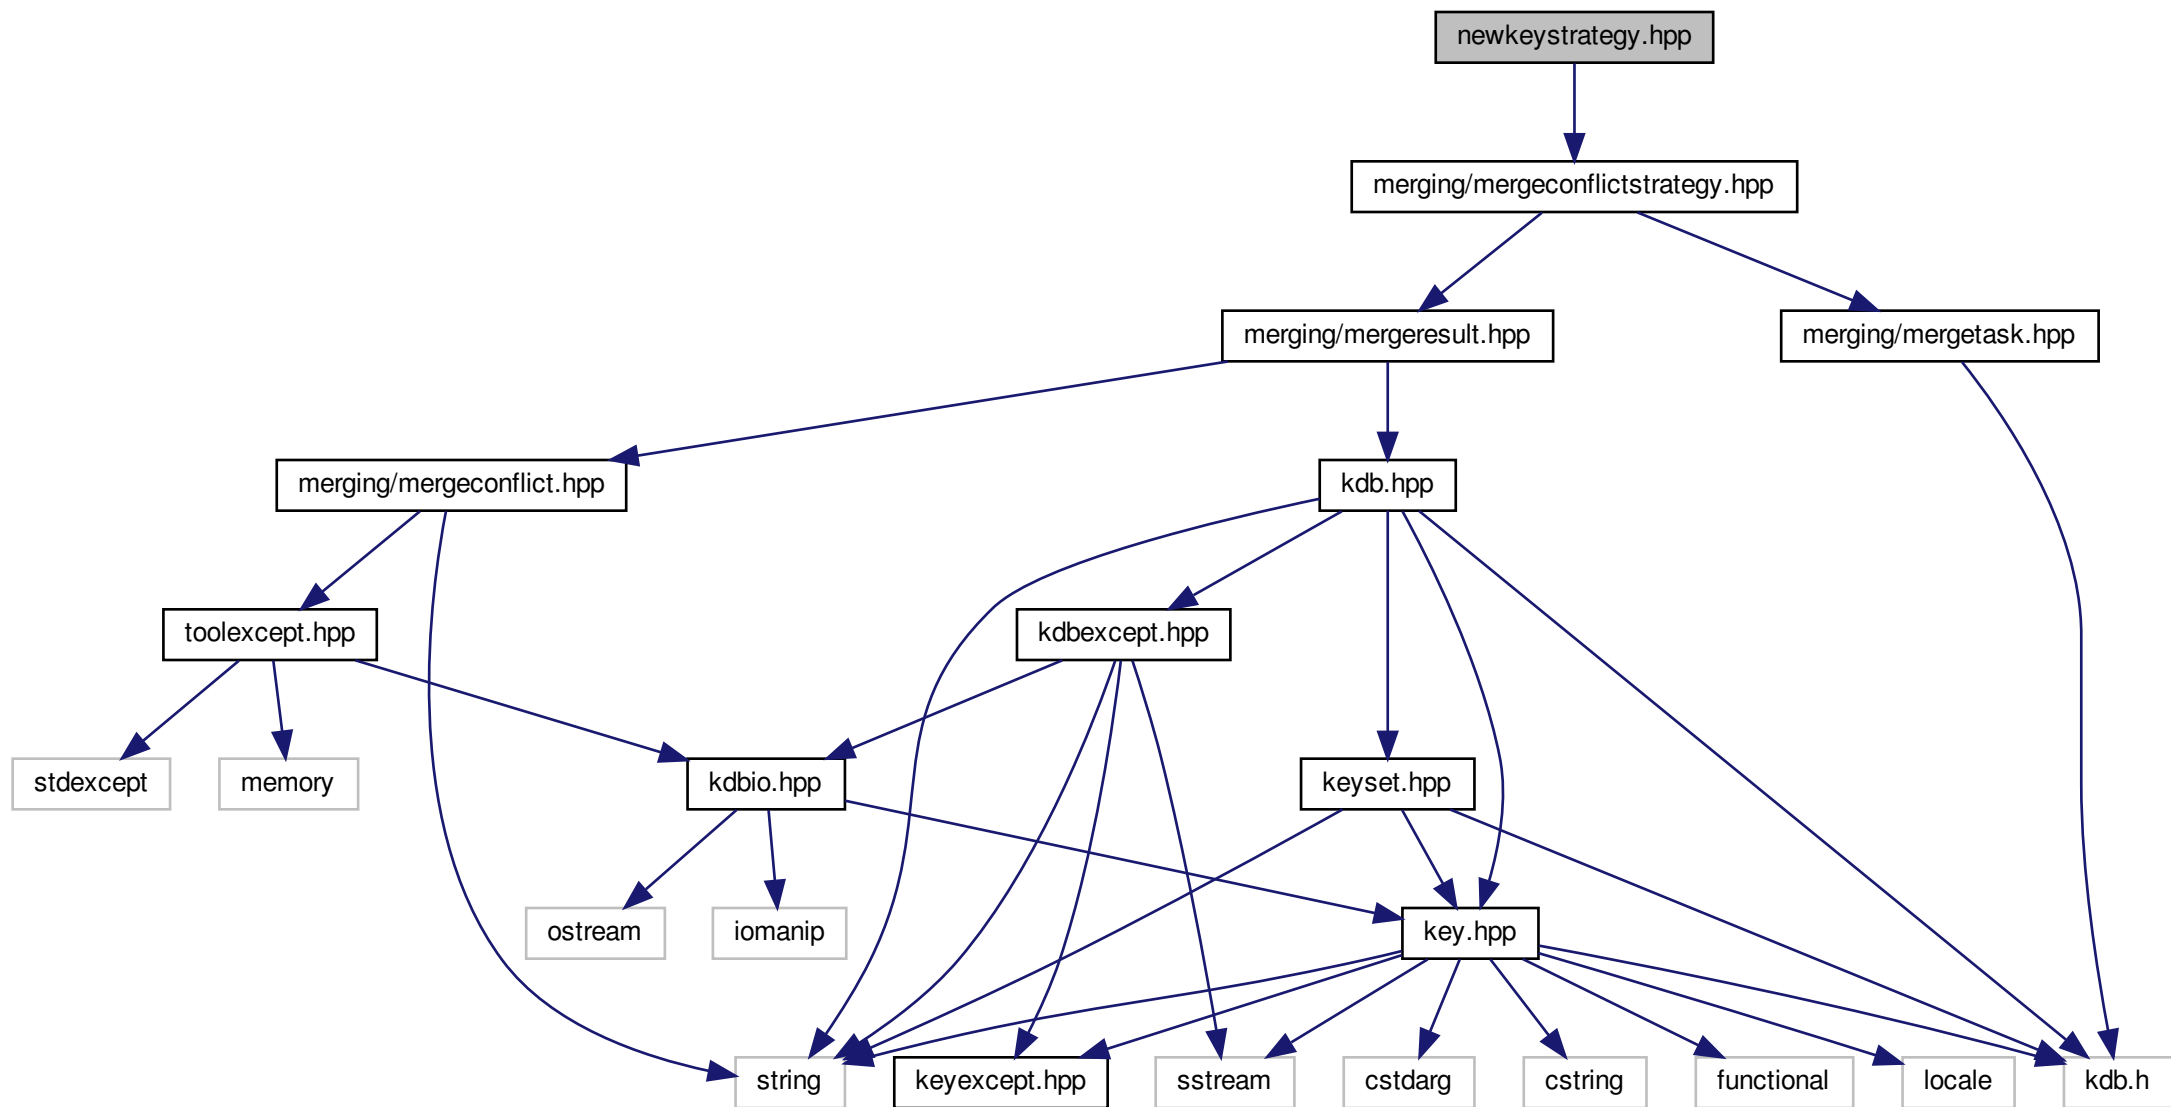 newkeystrategy.hpp
merging/mergeconflictstrategy.hpp
merging/mergeresult.hpp
merging/mergetask.hpp
merging/mergeconflict.hpp
kdb.hpp
toolexcept.hpp
kdbexcept.hpp
stdexcept
memory
kdbio.hpp
keyset.hpp
ostream
iomanip
key.hpp
string
keyexcept.hpp
sstream
cstdarg
cstring
functional
locale
kdb.h